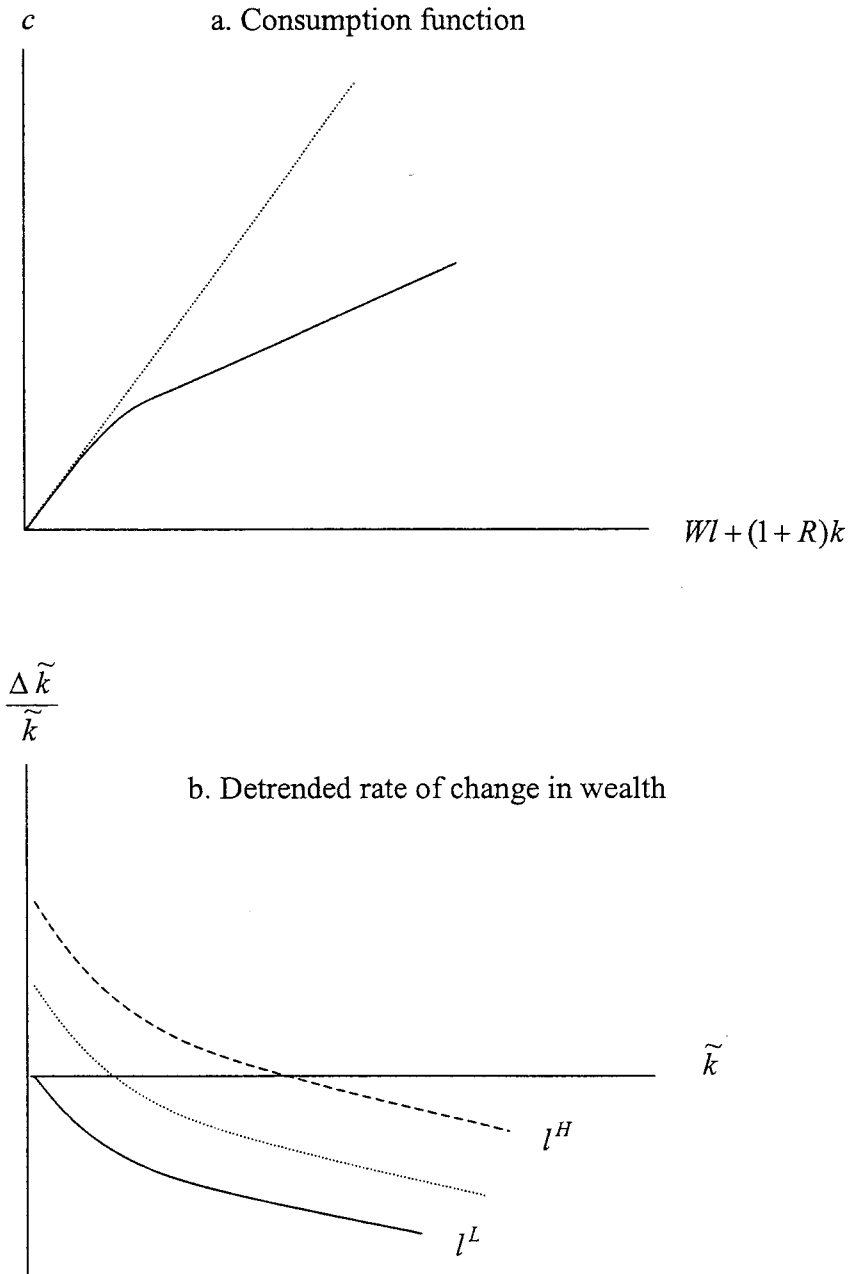 c
a. Consumption function
Wl + (1 + R)k
Δk̃
k̃
b. Detrended rate of change in wealth
k̃
l^H
l^L